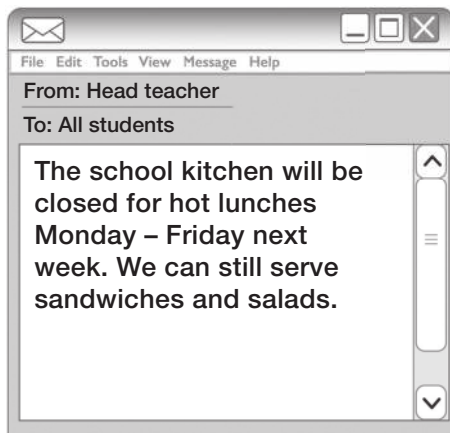 File Edit Tools View Message Help
From: Head teacher
To: All students
The school kitchen will be
closed for hot lunches
Monday – Friday next
week. We can still serve
sandwiches and salads.